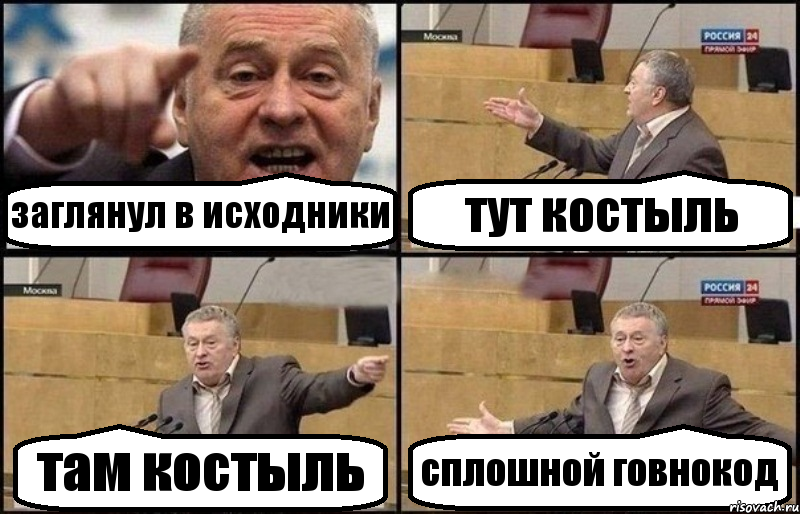 заглянул в исходники
Москва
РОССИЯ 24
ПРЯМОЙ ЭФИР
тут костыль
Москва
там костыль
РОССИЯ 24
ПРЯМОЙ ЭФИР
сплошной говнокод
risovach.ru